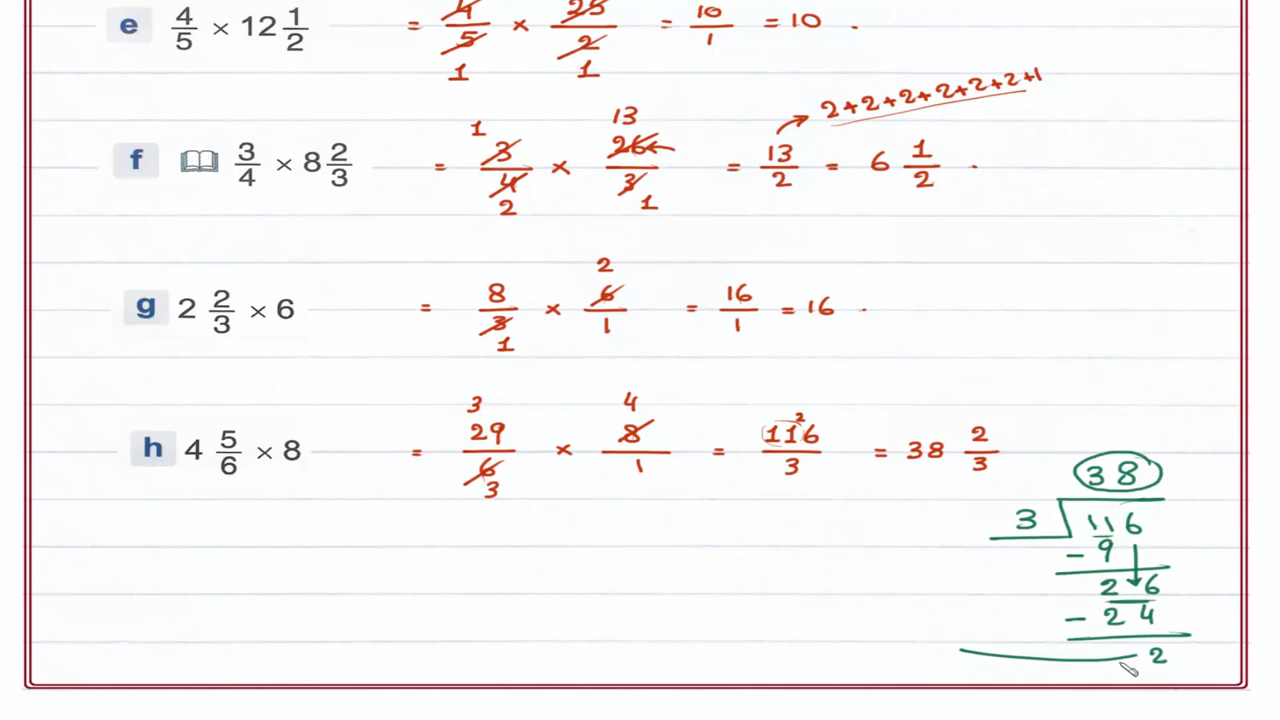 e 4/5 × 12 1/2 = 4/5 1 × 25/2 1 = 10/1 = 10 .
2+2+2+2+2+2+1
f 3/4 × 8 2/3 = 1 3/4 2 × 13 26/3 1 = 13/2 = 6 1/2 .
g 2 2/3 × 6 = 8/3 1 × 2 6/1 = 16/1 = 16 .
h 4 5/6 × 8 = 3 29/6 3 × 4 8/1 = 11 2 6/3 = 38 2/3
38
3 116
- 9
26
- 24
2